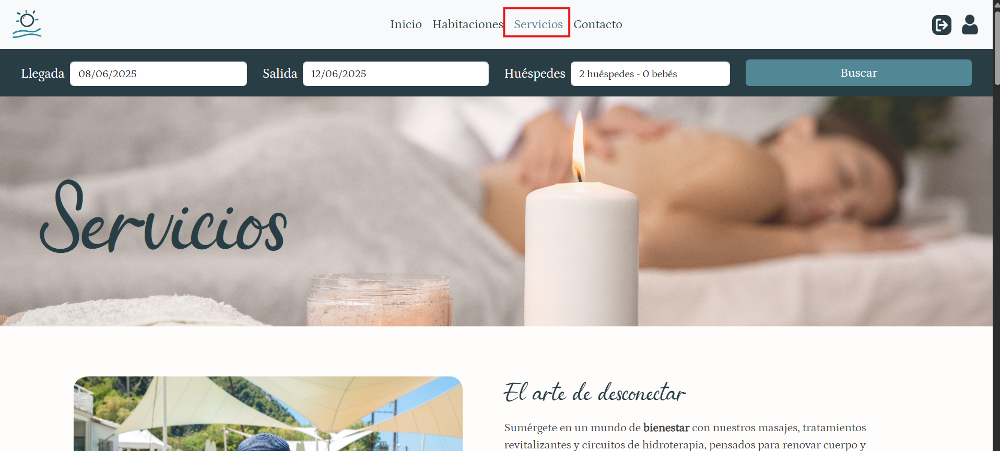 Inicio Habitaciones Servicios Contacto
Llegada 08/06/2025 Salida 12/06/2025 Huéspedes 2 huéspedes - 0 bebés Buscar
Servicios
El arte de desconectar
Sumérgete en un mundo de bienestar con nuestros masajes, tratamientos
revitalizantes y circuitos de hidroterapia, pensados para renovar cuerpo y